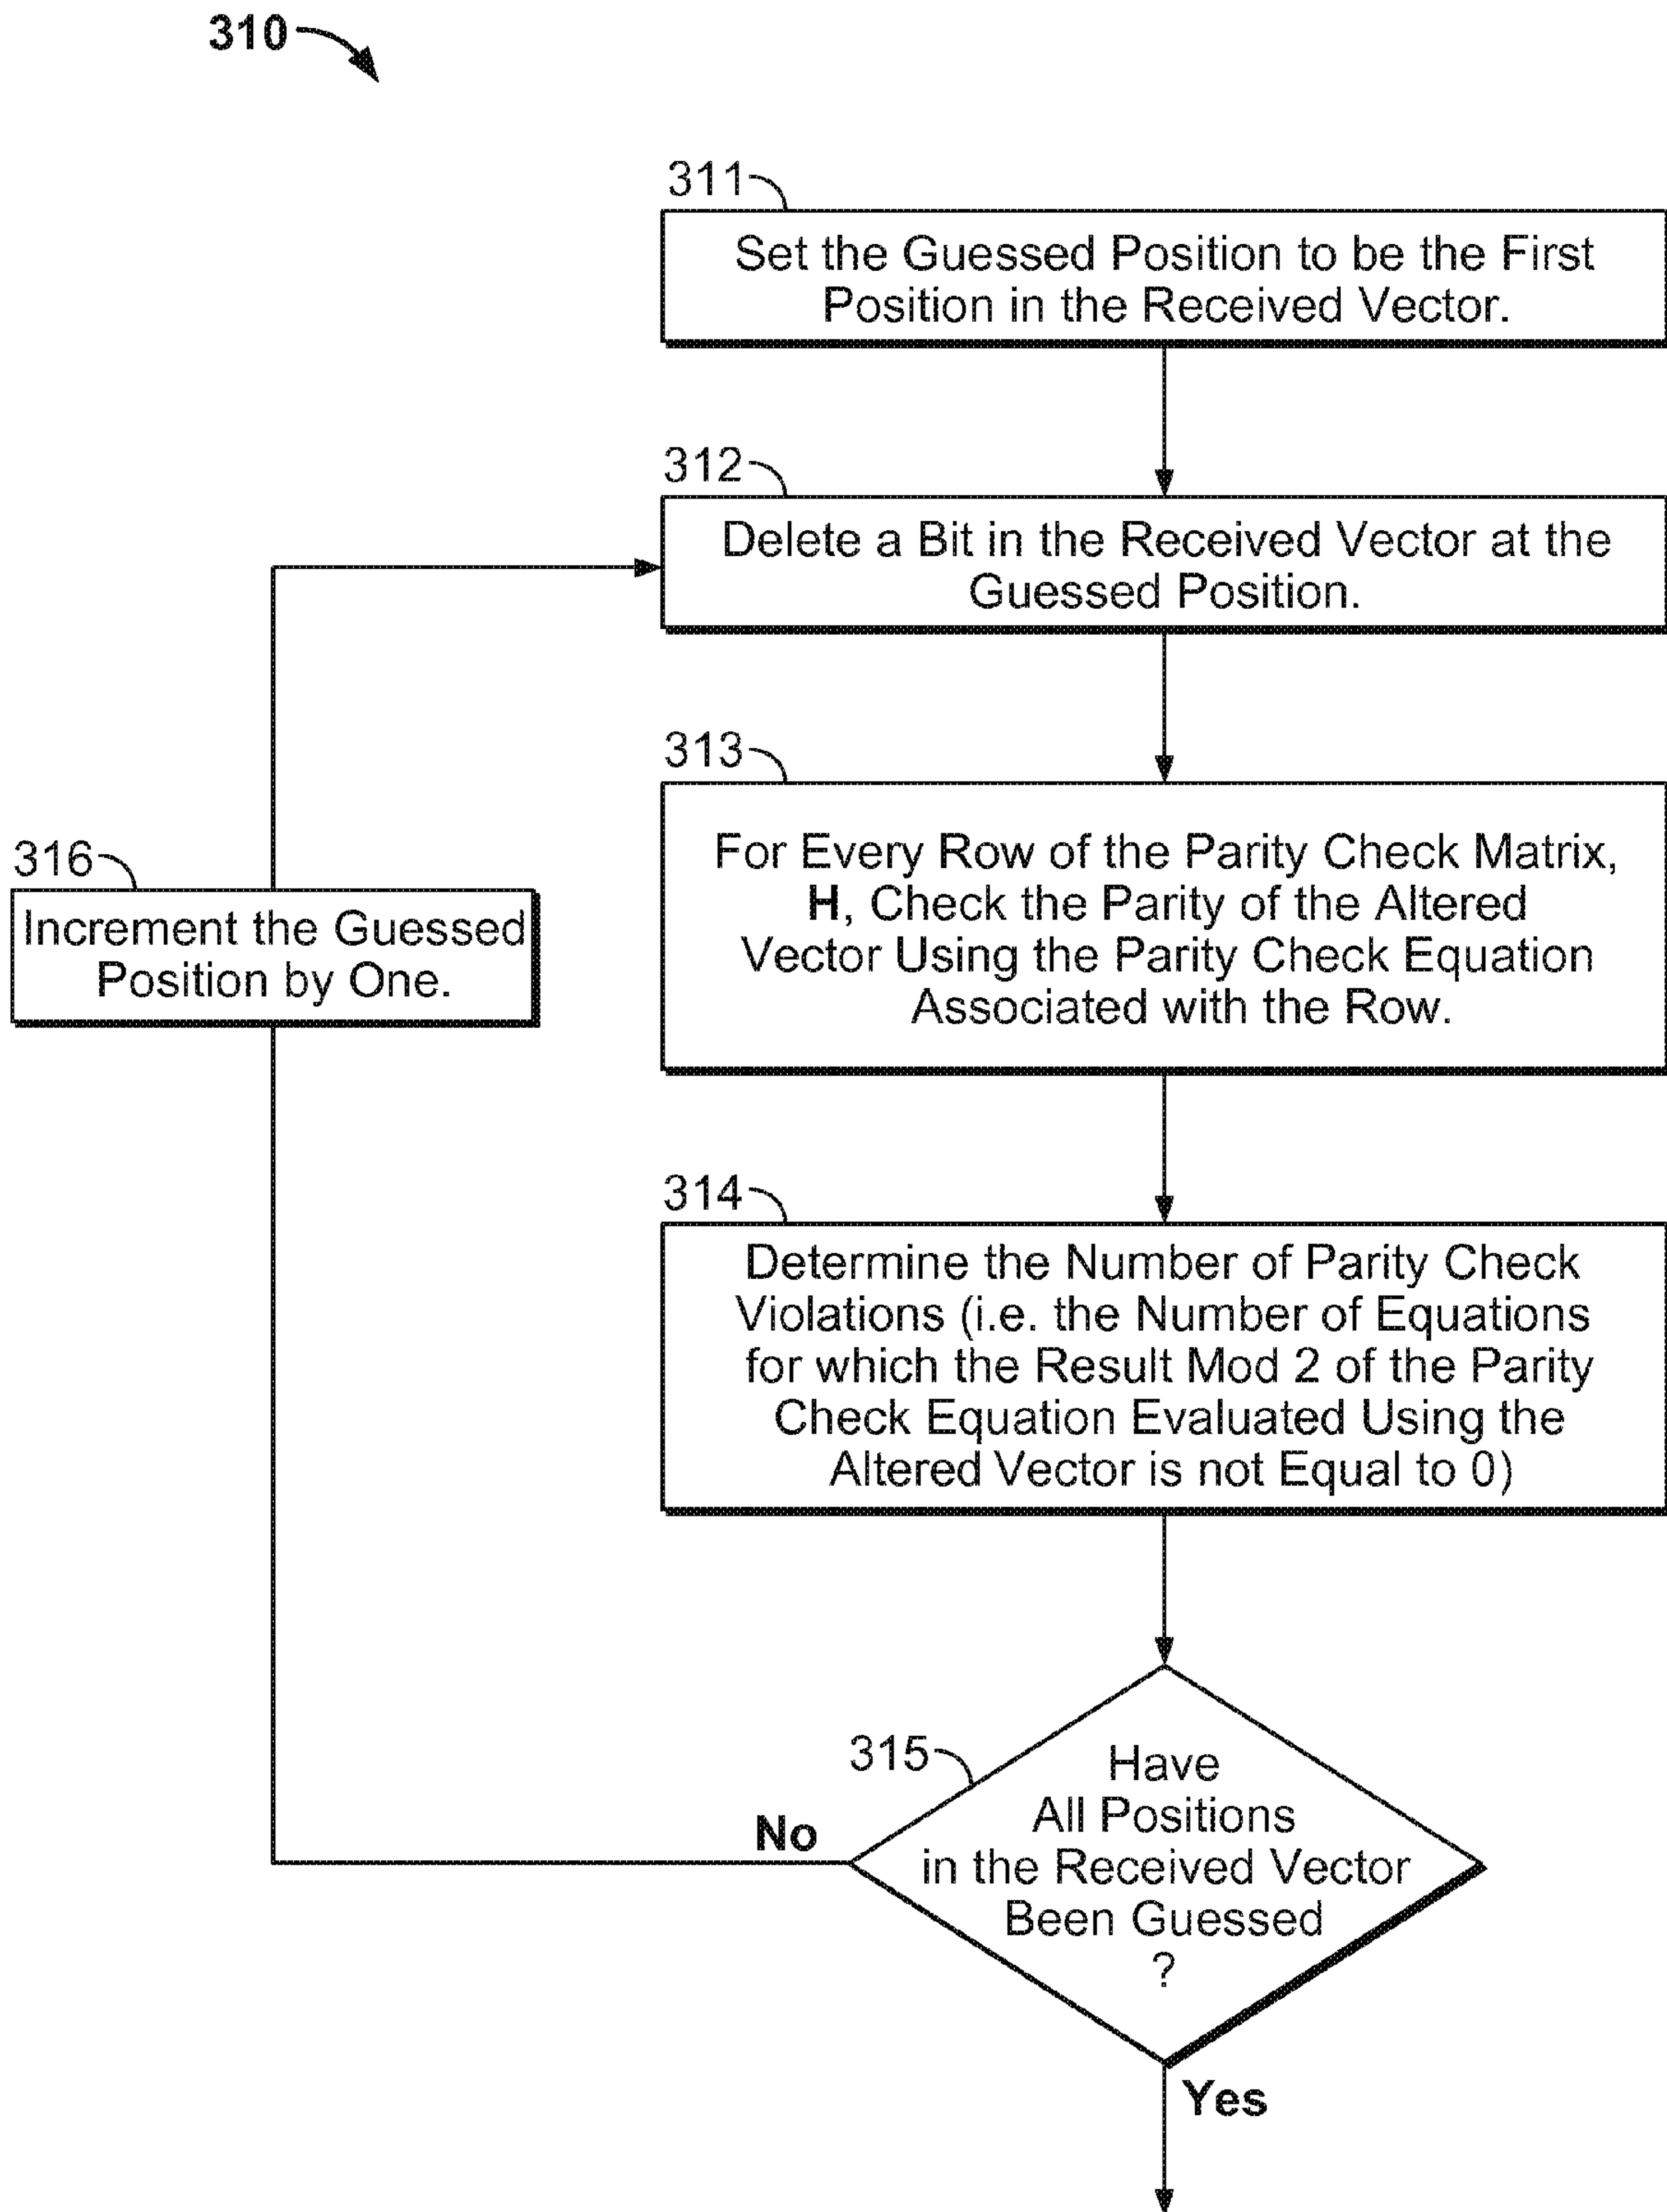 310
311
Set the Guessed Position to be the First
Position in the Received Vector.
312
Delete a Bit in the Received Vector at the
Guessed Position.
313
For Every Row of the Parity Check Matrix,
H, Check the Parity of the Altered
Vector Using the Parity Check Equation
Associated with the Row.
316
Increment the Guessed
Position by One.
314
Determine the Number of Parity Check
Violations (i.e. the Number of Equations
for which the Result Mod 2 of the Parity
Check Equation Evaluated Using the
Altered Vector is not Equal to 0)
315
Have
All Positions
in the Received Vector
Been Guessed
?
No
Yes